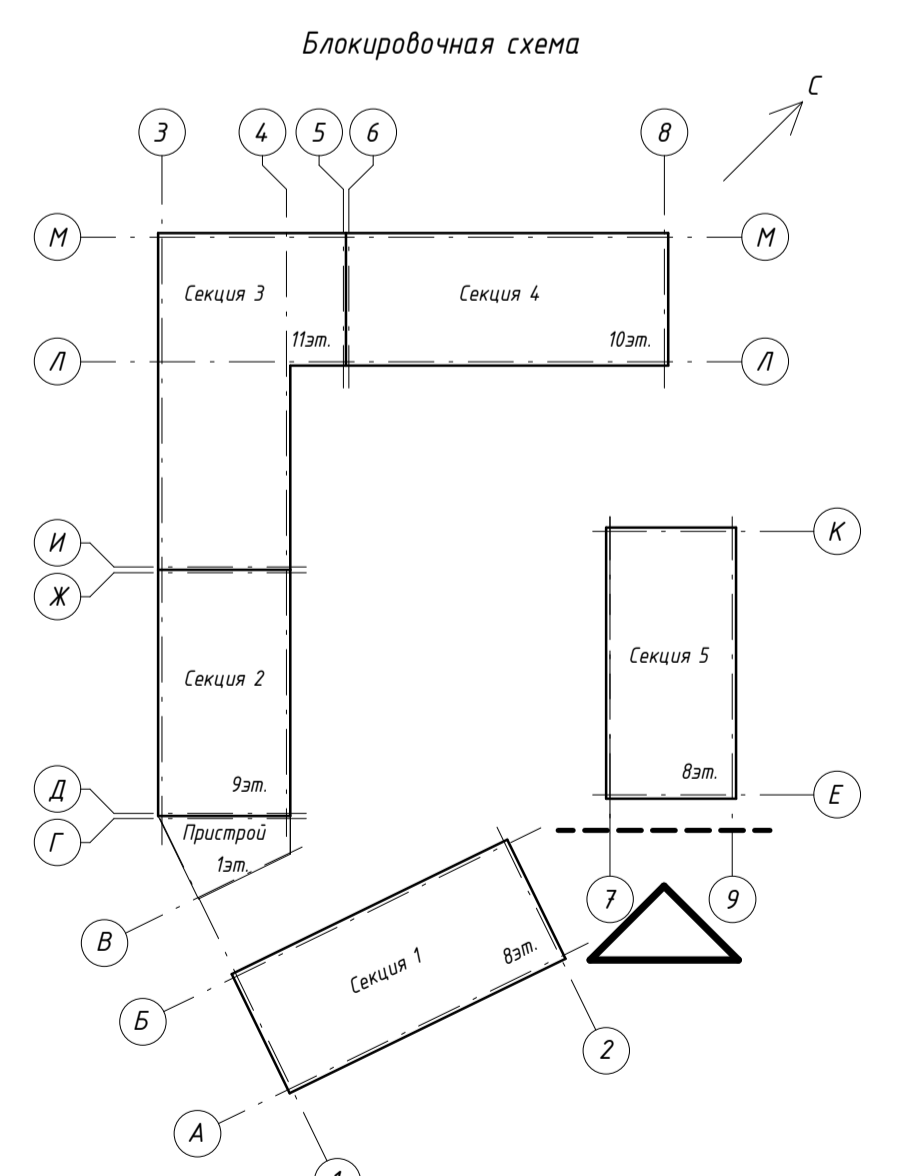 Блокировочная схема
С
3
4
5
6
8
М
М
Секция 3
Секция 4
11эт.
10эт.
Л
Л
К
И
Ж
Секция 5
Секция 2
8эт.
9эт.
Д
Е
Г
Пристрой
1эт.
7
9
В
Секция 1
8эт.
Б
2
А
1